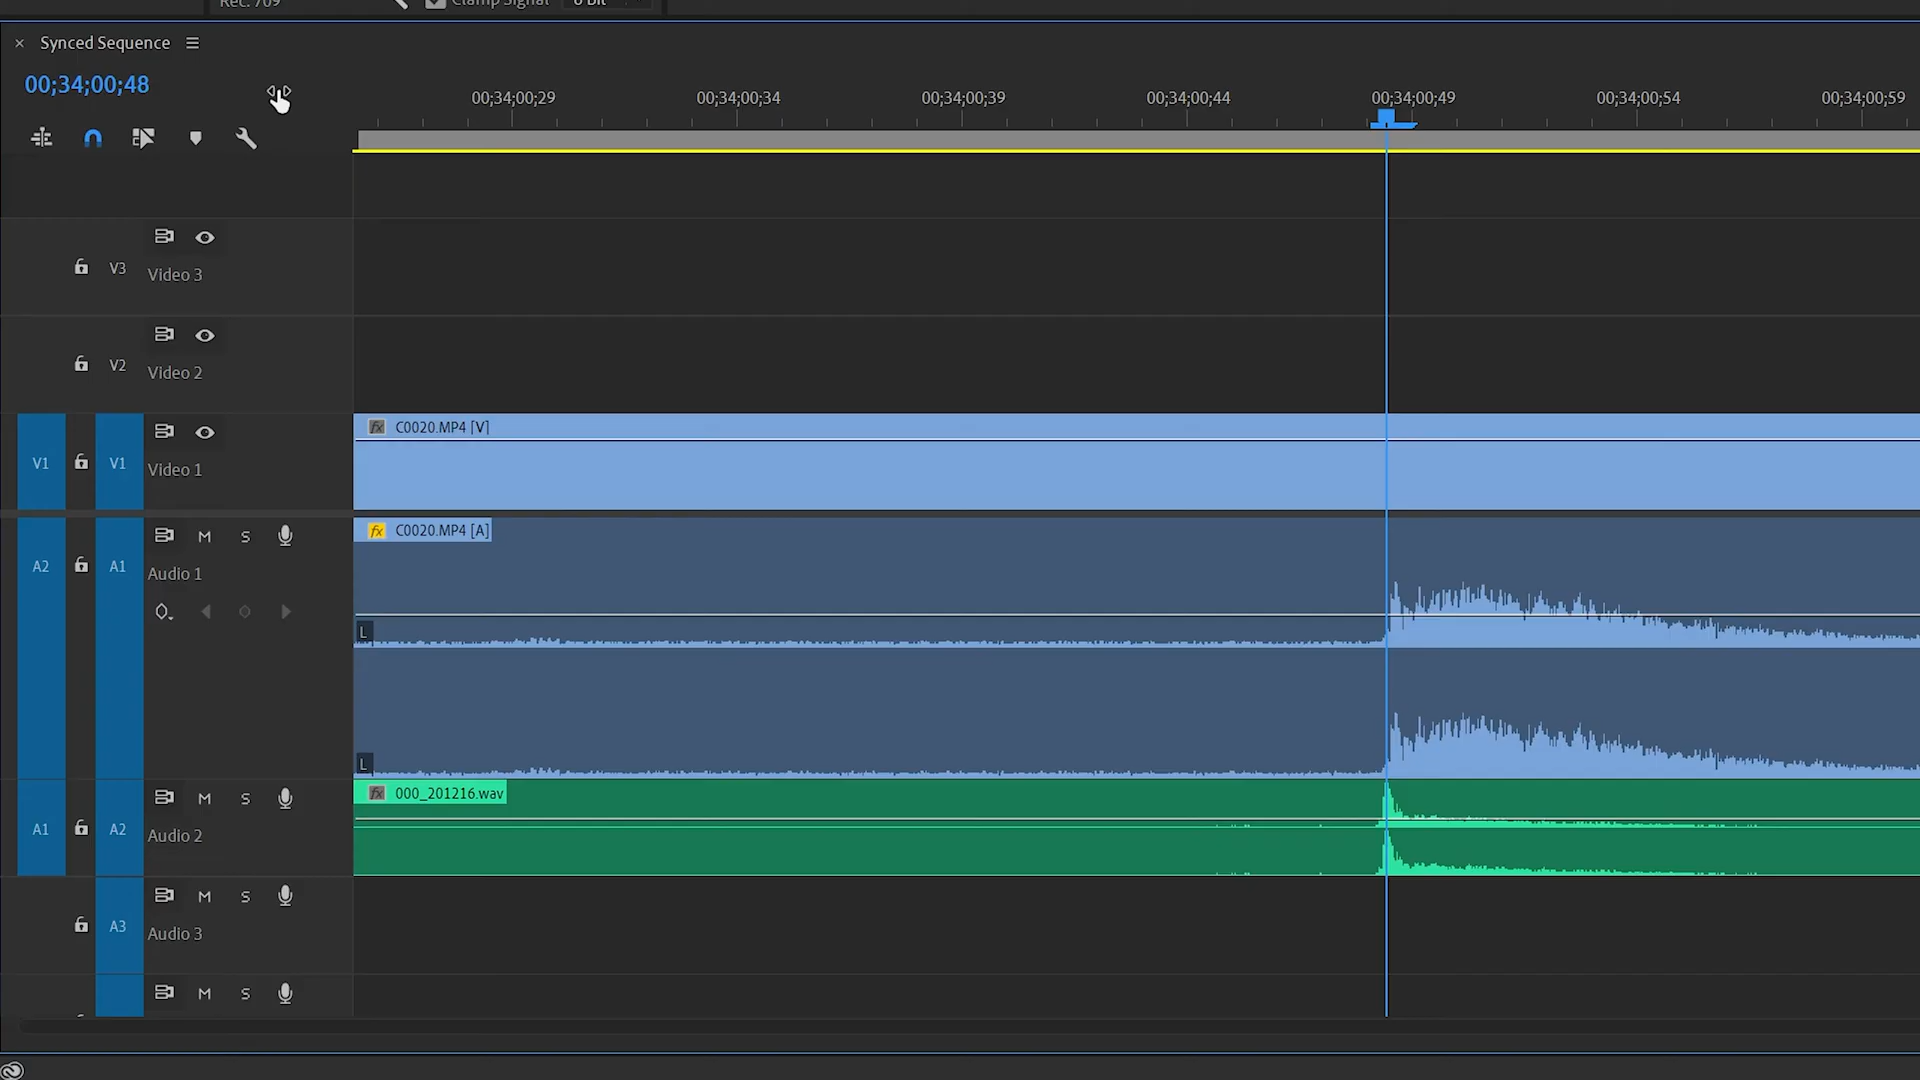 Rec. 709 Clamp Signal 8 Bit
× Synced Sequence
00;34;00;48
00;34;00;29 00;34;00;34 00;34;00;39 00;34;00;44 00;34;00;49 00;34;00;54 00;34;00;59
V3 Video 3
V2 Video 2
V1 V1 Video 1
fx C0020.MP4 [V]
A2 A1 M S Audio 1
fx C0020.MP4 [A]
L
L
A1 A2 M S Audio 2
fx 000_201216.wav
A3 M S Audio 3
M S